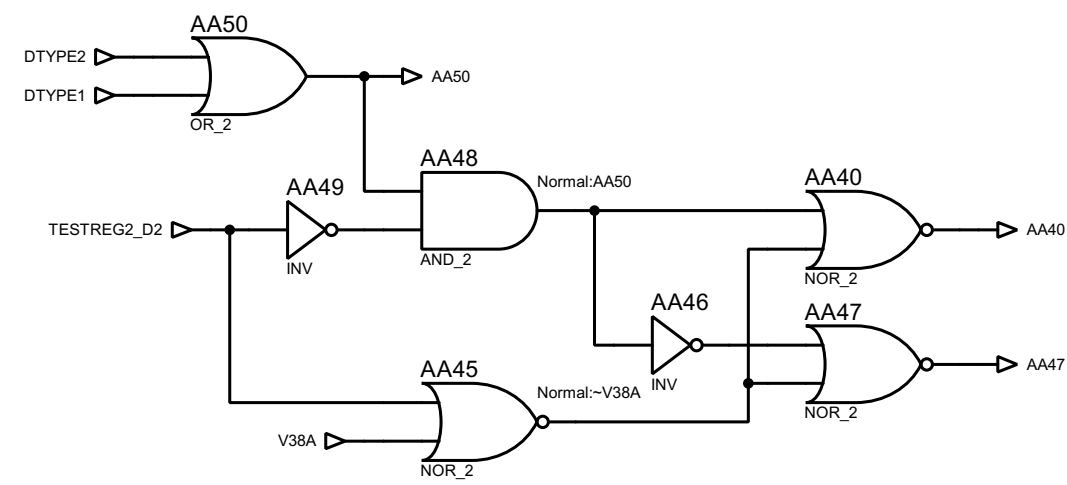 AA50
DTYPE2
AA50
DTYPE1
OR_2
AA48
Normal:AA50
AA40
AA49
TESTREG2_D2
AA40
INV
AND_2
NOR_2
AA46
AA47
AA45
INV
Normal:~V38A
AA47
NOR_2
V38A
NOR_2